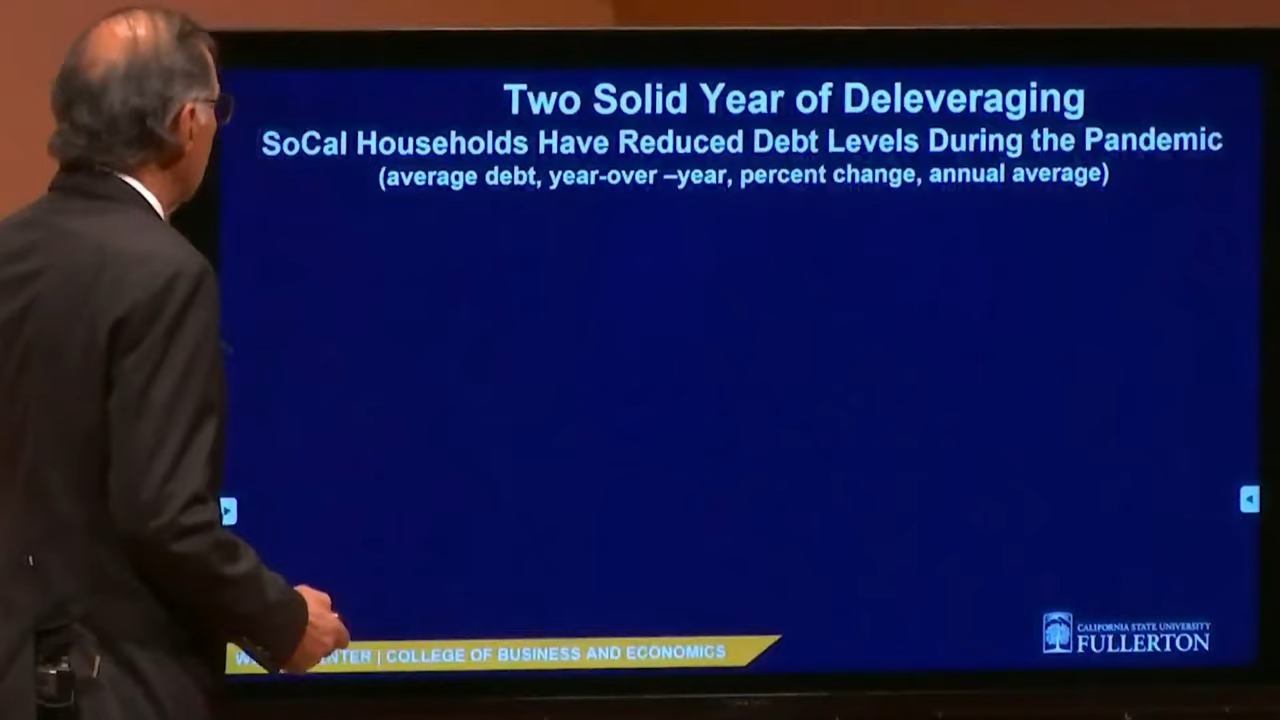 Two Solid Year of Deleveraging
SoCal Households Have Reduced Debt Levels During the Pandemic
(average debt, year-over –year, percent change, annual average)
| COLLEGE OF BUSINESS AND ECONOMICS
CALIFORNIA STATE UNIVERSITY
FULLERTON